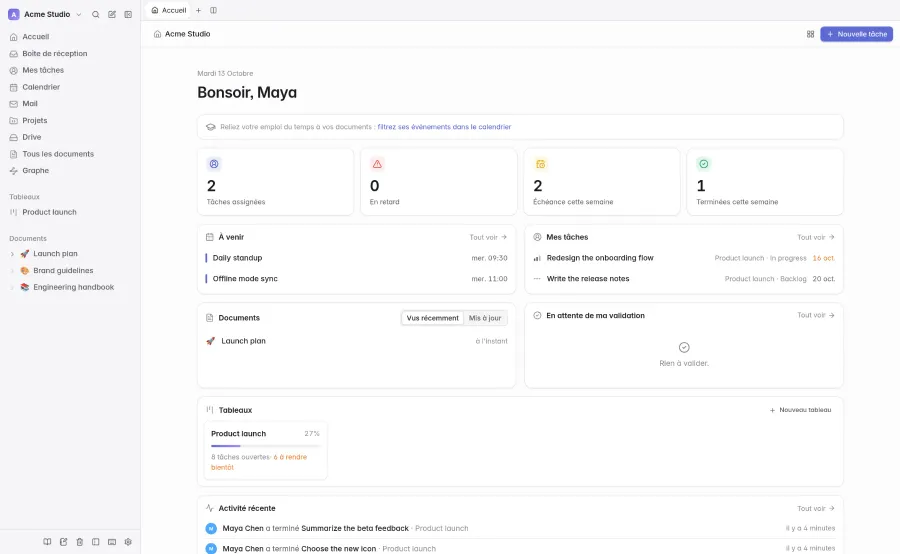 Acme Studio
Accueil
Boîte de réception
Mes tâches
Calendrier
Mail
Projets
Drive
Tous les documents
Graphe
Tableaux
Product launch
Documents
Launch plan
Brand guidelines
Engineering handbook
Accueil
Acme Studio
Nouvelle tâche
Mardi 13 Octobre
Bonsoir, Maya
Reliez votre emploi du temps à vos documents : filtrez ses événements dans le calendrier
2
Tâches assignées
0
En retard
2
Échéance cette semaine
1
Terminées cette semaine
À venir
Tout voir
Daily standup
mer. 09:30
Offline mode sync
mer. 11:00
Mes tâches
Tout voir
Redesign the onboarding flow
Product launch · In progress
16 oct.
Write the release notes
Product launch · Backlog
20 oct.
Documents
Vus récemment
Mis à jour
Launch plan
à l'instant
En attente de ma validation
Tout voir
Rien à valider.
Tableaux
Nouveau tableau
Product launch
27%
8 tâches ouvertes· 6 à rendre
bientôt
Activité récente
Tout voir
M
Maya Chen a terminé Summarize the beta feedback · Product launch
il y a 4 minutes
M
Maya Chen a terminé Choose the new icon · Product launch
il y a 4 minutes